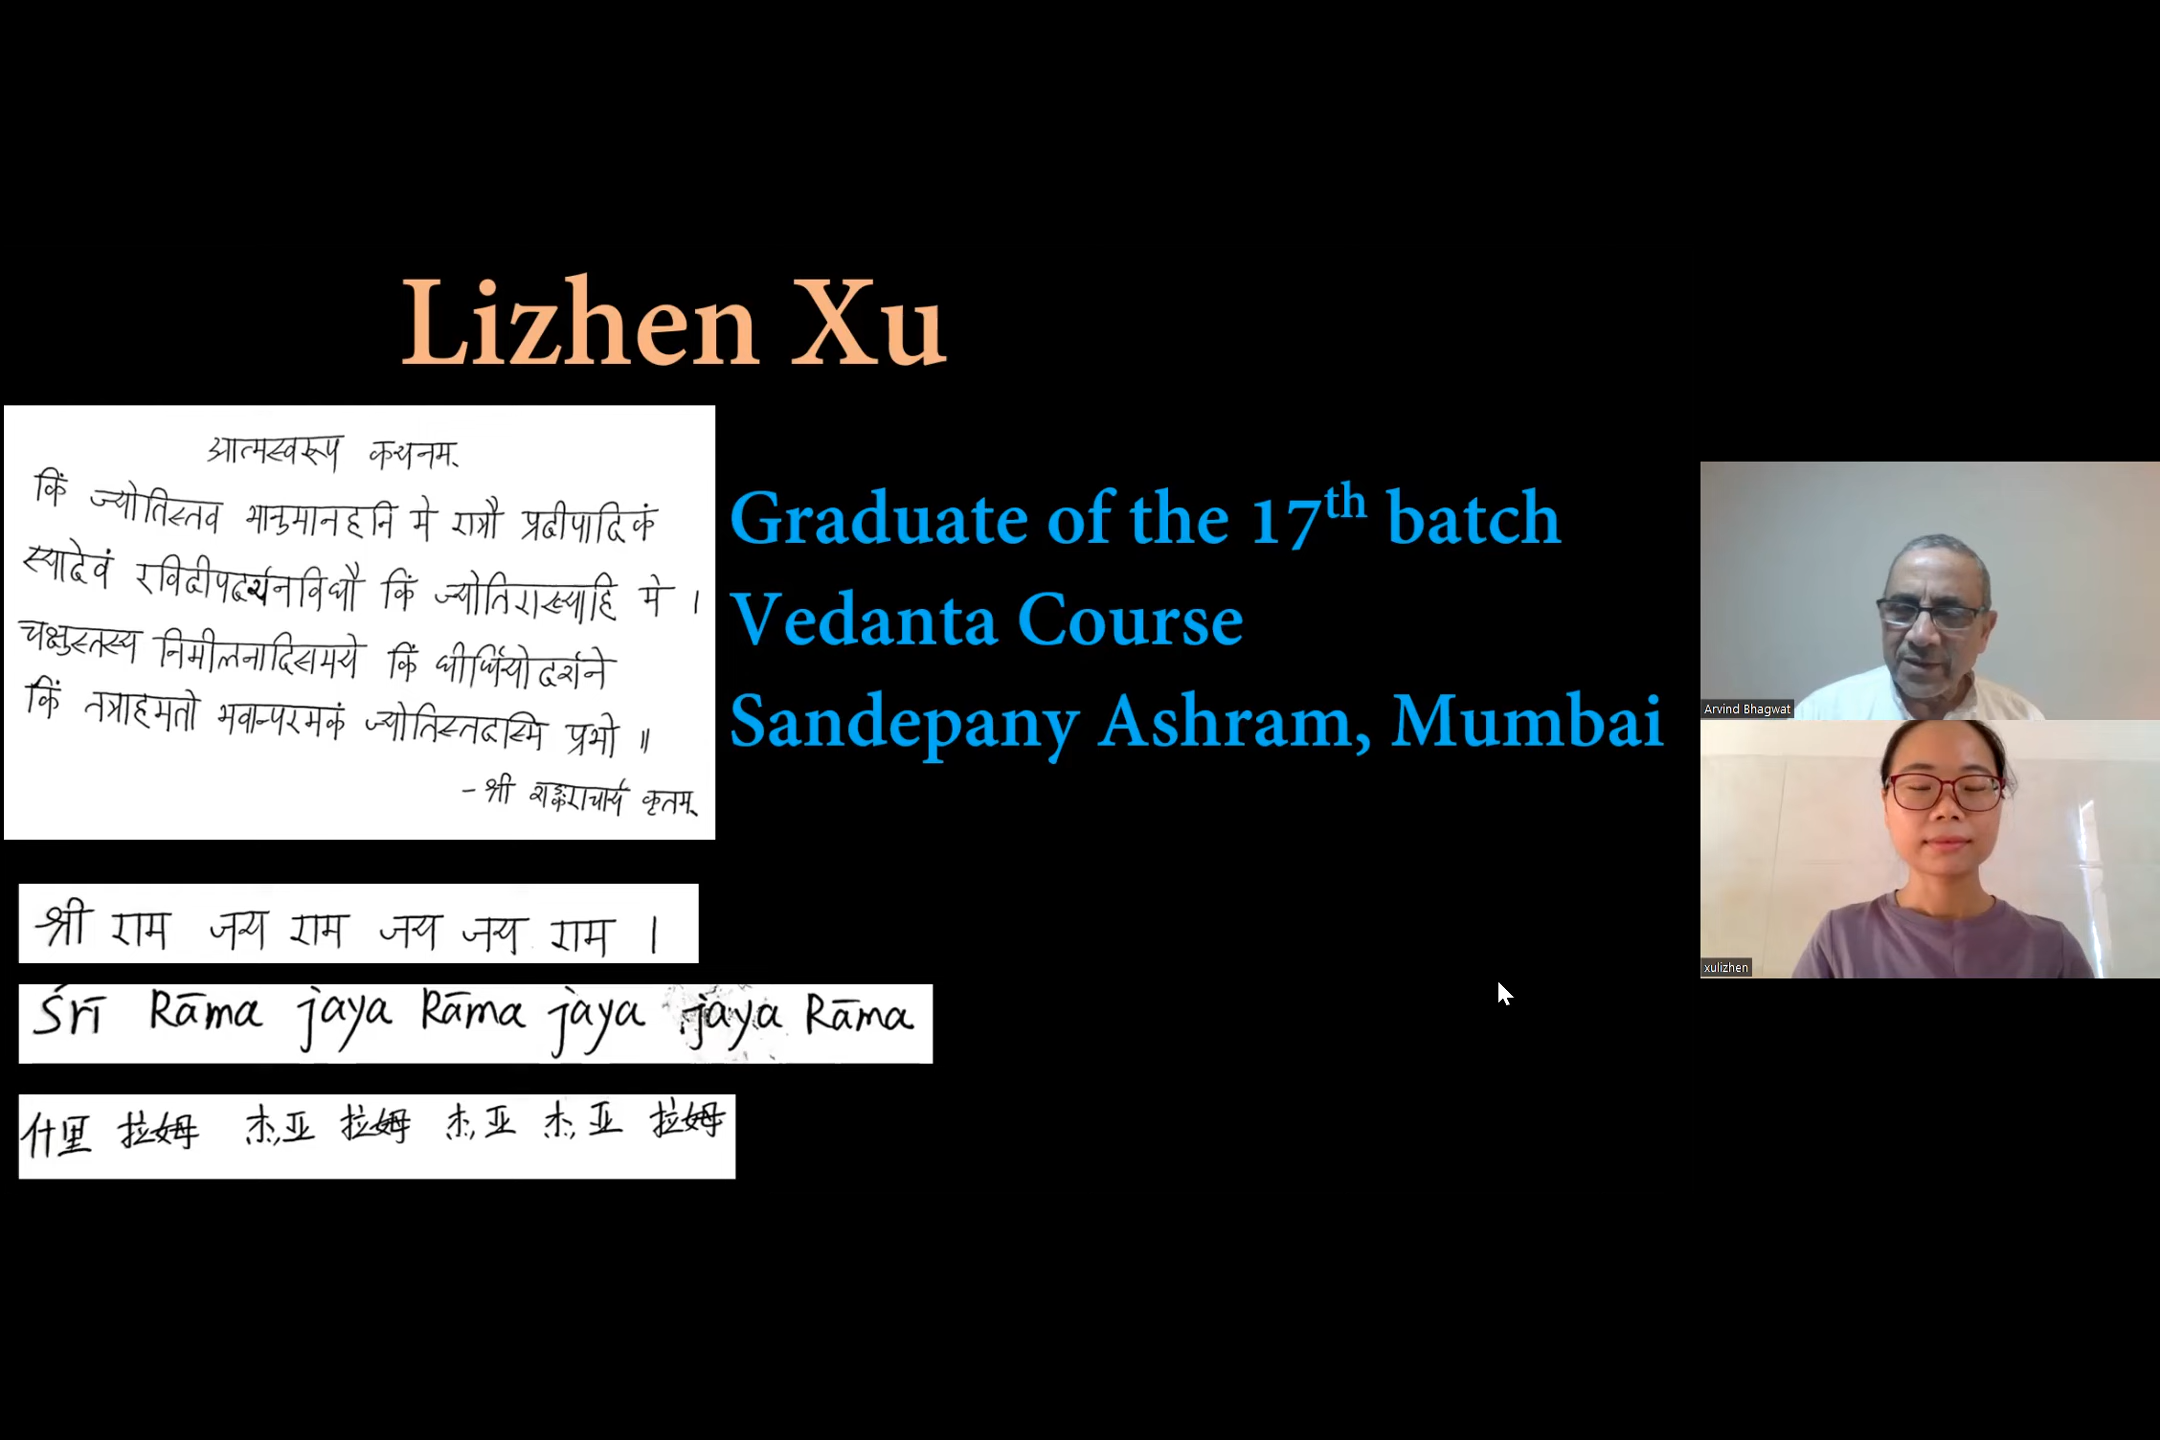 Lizhen Xu
आत्मस्वरूप कथनम्
किं ज्योतिस्तव भानुमानहनि मे रात्रौ प्रदीपादिकं
स्यादेवं रविदीपदर्शनविधौ किं ज्योतिराख्याहि मे ।
चक्षुस्तस्य निमीलनादिसमये किं धीर्धियो दर्शने
किं तत्राहमतो भवान्परमकं ज्योतिस्तदस्मि प्रभो ॥
- श्री शङ्कराचार्य कृतम्
Graduate of the 17th batch
Vedanta Course
Sandepany Ashram, Mumbai
Arvind Bhagwat
xulizhen
श्री राम जय राम जय जय राम ।
Śrī Rāma jaya Rāma jaya jaya Rāma
什里 拉姆 杰亚 拉姆 杰亚 杰亚 拉姆